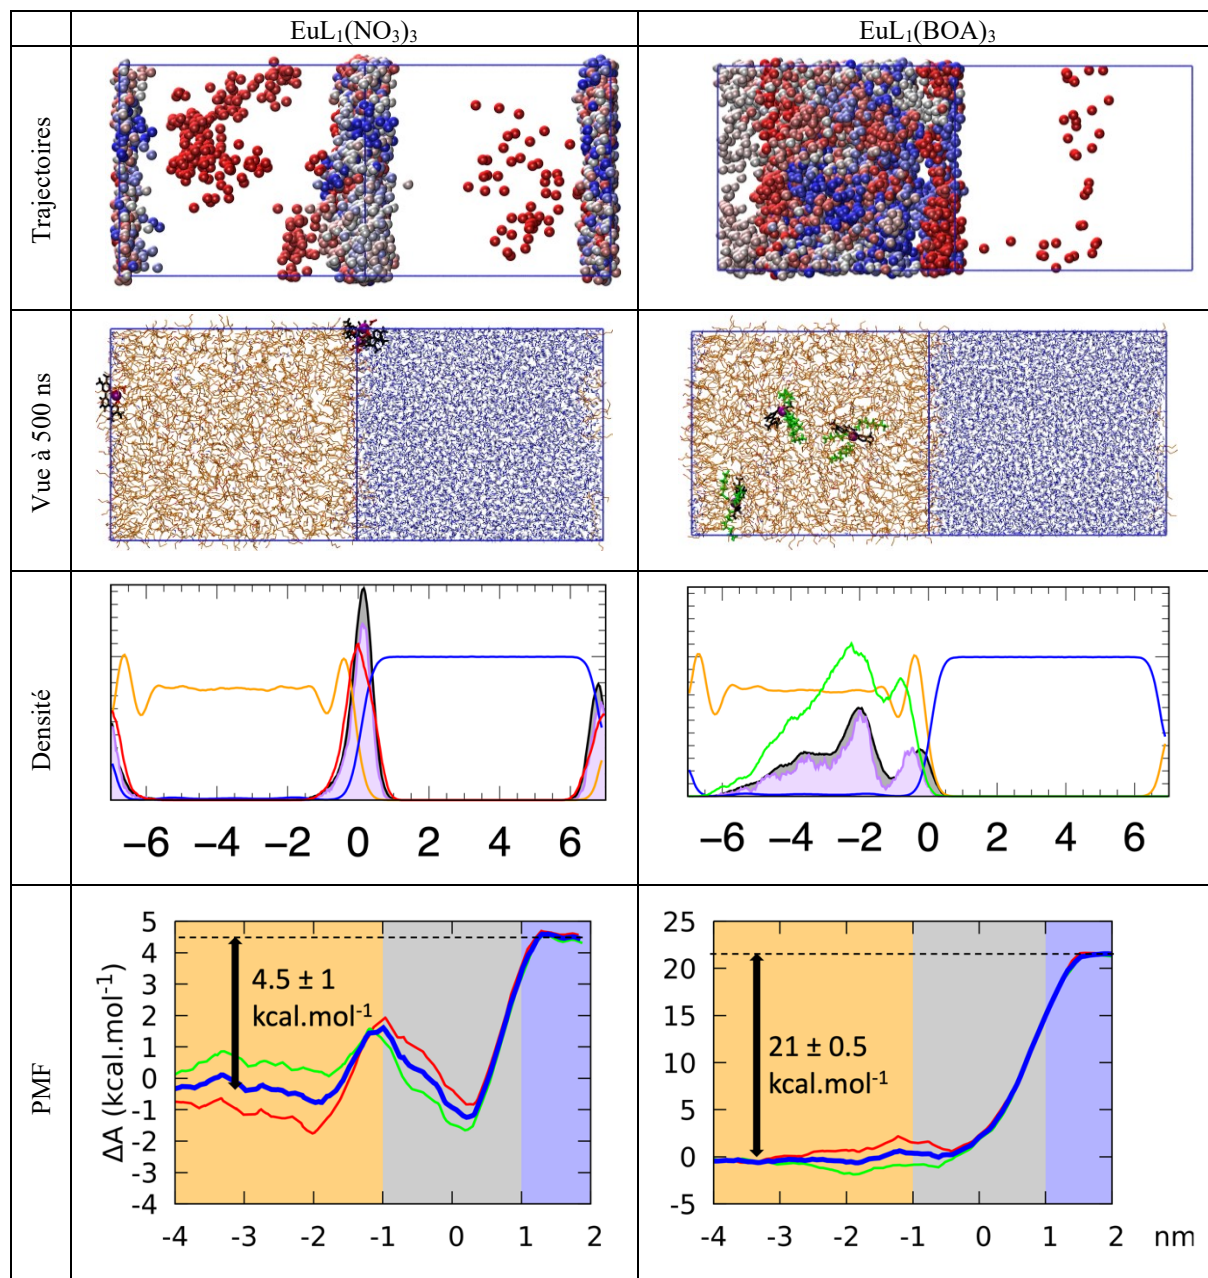 EuL₁(NO₃)₃
EuL₁(BOA)₃
Trajectoires
Vue à 500 ns
Densité
−6 −4 −2 0 2 4 6
−6 −4 −2 0 2 4 6
PMF
ΔA (kcal.mol⁻¹)
5
4
3
2
1
0
-1
-2
-3
-4
4.5 ± 1
kcal.mol⁻¹
-4 -3 -2 -1 0 1 2
25
20
15
10
5
0
-5
21 ± 0.5
kcal.mol⁻¹
-4 -3 -2 -1 0 1 2 nm